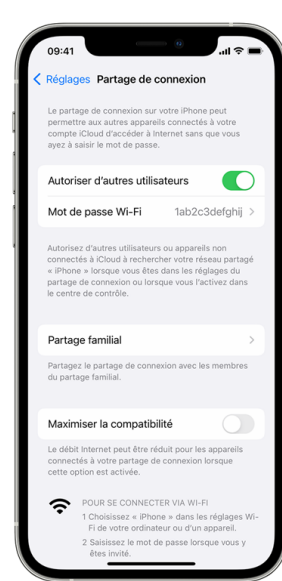 09:41
Réglages Partage de connexion
Le partage de connexion sur votre iPhone peut
permettre aux autres appareils connectés à votre
compte iCloud d'accéder à Internet sans que vous
ayez à saisir le mot de passe.
Autoriser d'autres utilisateurs
Mot de passe Wi-Fi 1ab2c3defghij
Autorisez d'autres utilisateurs ou appareils non
connectés à iCloud à rechercher votre réseau partagé
« iPhone » lorsque vous êtes dans les réglages du
partage de connexion ou lorsque vous l'activez dans
le centre de contrôle.
Partage familial
Partagez le partage de connexion avec les membres
du partage familial.
Maximiser la compatibilité
Le débit Internet peut être réduit pour les appareils
connectés à votre partage de connexion lorsque
cette option est activée.
POUR SE CONNECTER VIA WI-FI
1 Choisissez « iPhone » dans les réglages Wi-
Fi de votre ordinateur ou d'un appareil.
2 Saisissez le mot de passe lorsque vous y
êtes invité.